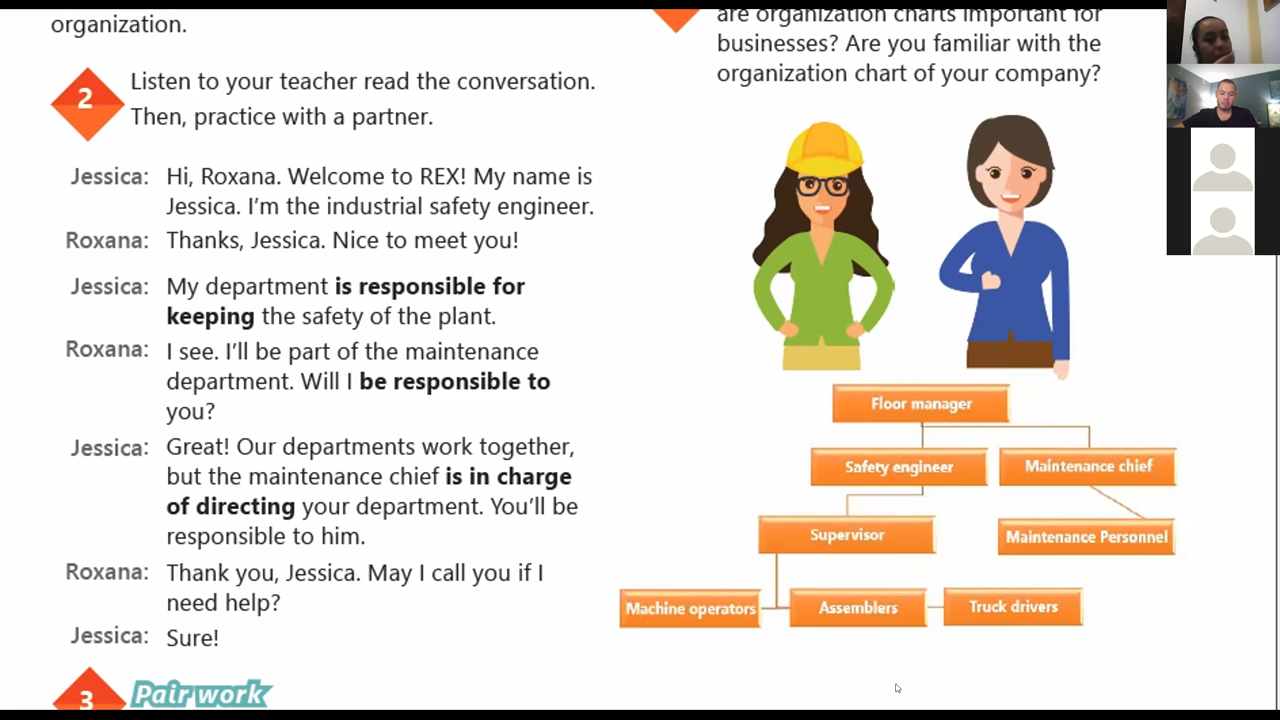 organization.
2
Listen to your teacher read the conversation.
Then, practice with a partner.
Jessica: Hi, Roxana. Welcome to REX! My name is
Jessica. I'm the industrial safety engineer.
Roxana: Thanks, Jessica. Nice to meet you!
Jessica: My department is responsible for
keeping the safety of the plant.
Roxana: I see. I'll be part of the maintenance
department. Will I be responsible to
you?
Jessica: Great! Our departments work together,
but the maintenance chief is in charge
of directing your department. You'll be
responsible to him.
Roxana: Thank you, Jessica. May I call you if I
need help?
Jessica: Sure!
3
Pair work
are organization charts important for
businesses? Are you familiar with the
organization chart of your company?
Floor manager
Safety engineer
Maintenance chief
Supervisor
Maintenance Personnel
Machine operators
Assemblers
Truck drivers